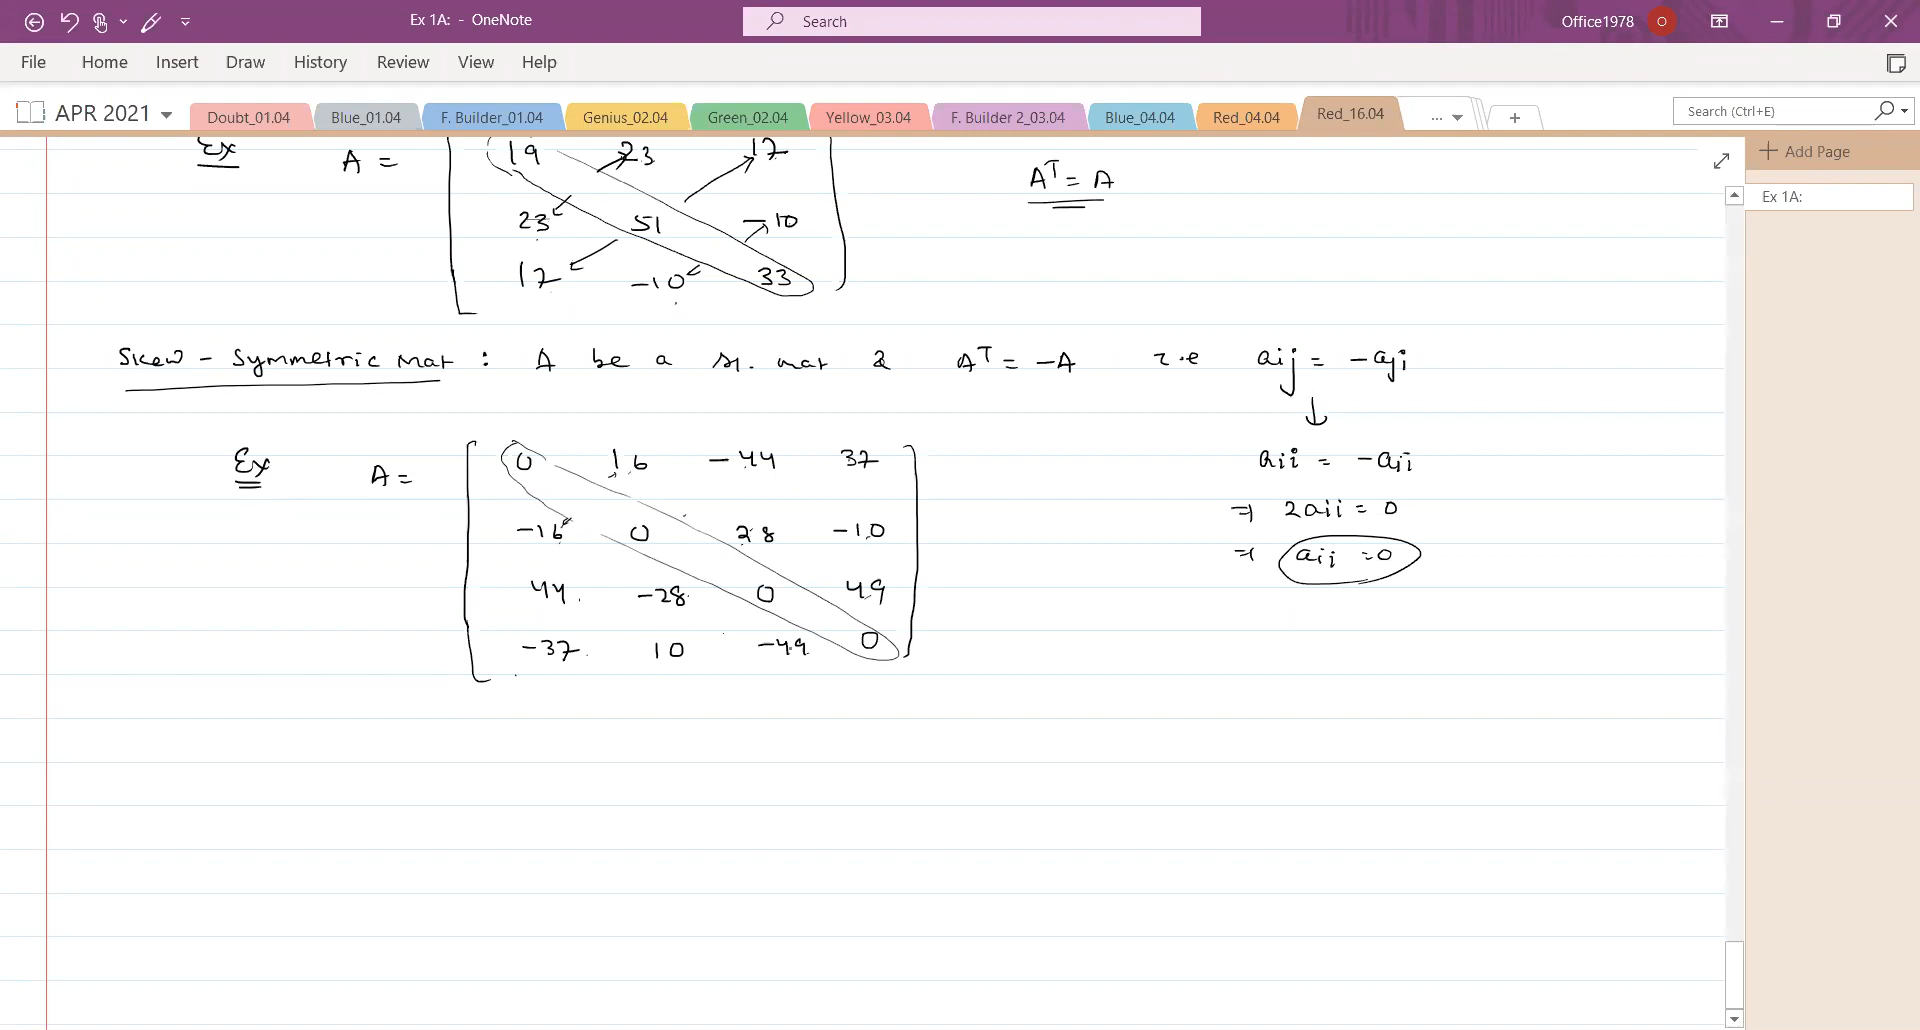 Ex 1A: - OneNote
Search
Office1978
O
File Home Insert Draw History Review View Help
APR 2021
Doubt_01.04 Blue_01.04 F. Builder_01.04 Genius_02.04 Green_02.04 Yellow_03.04 F. Builder 2_03.04 Blue_04.04 Red_04.04 Red_16.04 ... +
Search (Ctrl+E)
Add Page
Ex 1A:
Ex A = 19 23 17
Aᵀ = A
23 51 -10
17 -10 33
Skew - Symmetric Mat : A be a sq. mat & Aᵀ = -A i.e aij = -aji
↓
Ex A = 0 16 -44 37
aii = -aii
-16 0 28 -10
⇒ 2aii = 0
⇒ aii = 0
44 -28 0 49
-37 10 -49 0